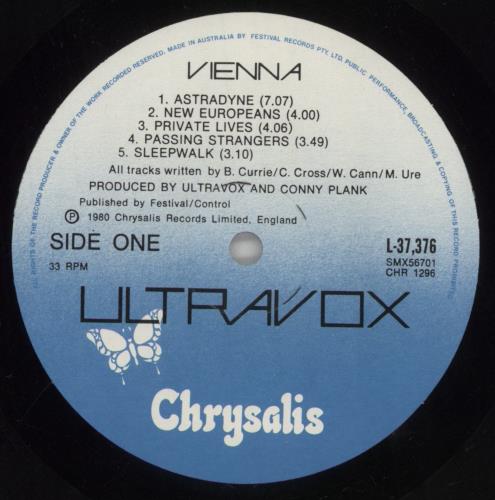 ALL RIGHTS OF THE RECORD PRODUCER & OWNER OF THE WORK RECORDED RESERVED. MADE IN AUSTRALIA BY FESTIVAL RECORDS PTY. LTD. PUBLIC PERFORMANCE, BROADCASTING & COPYING OF THIS RECORD PROHIBITED
VIENNA
1. ASTRADYNE (7.07)
2. NEW EUROPEANS (4.00)
3. PRIVATE LIVES (4.06)
4. PASSING STRANGERS (3.49)
5. SLEEPWALK (3.10)
All tracks written by B. Currie/C. Cross/W. Cann/M. Ure
PRODUCED BY ULTRAVOX AND CONNY PLANK
Published by Festival/Control
Ⓟ 1980 Chrysalis Records Limited, England
SIDE ONE
L-37,376
33 RPM
SMX56701
CHR 1296
ULTRAVOX
Chrysalis